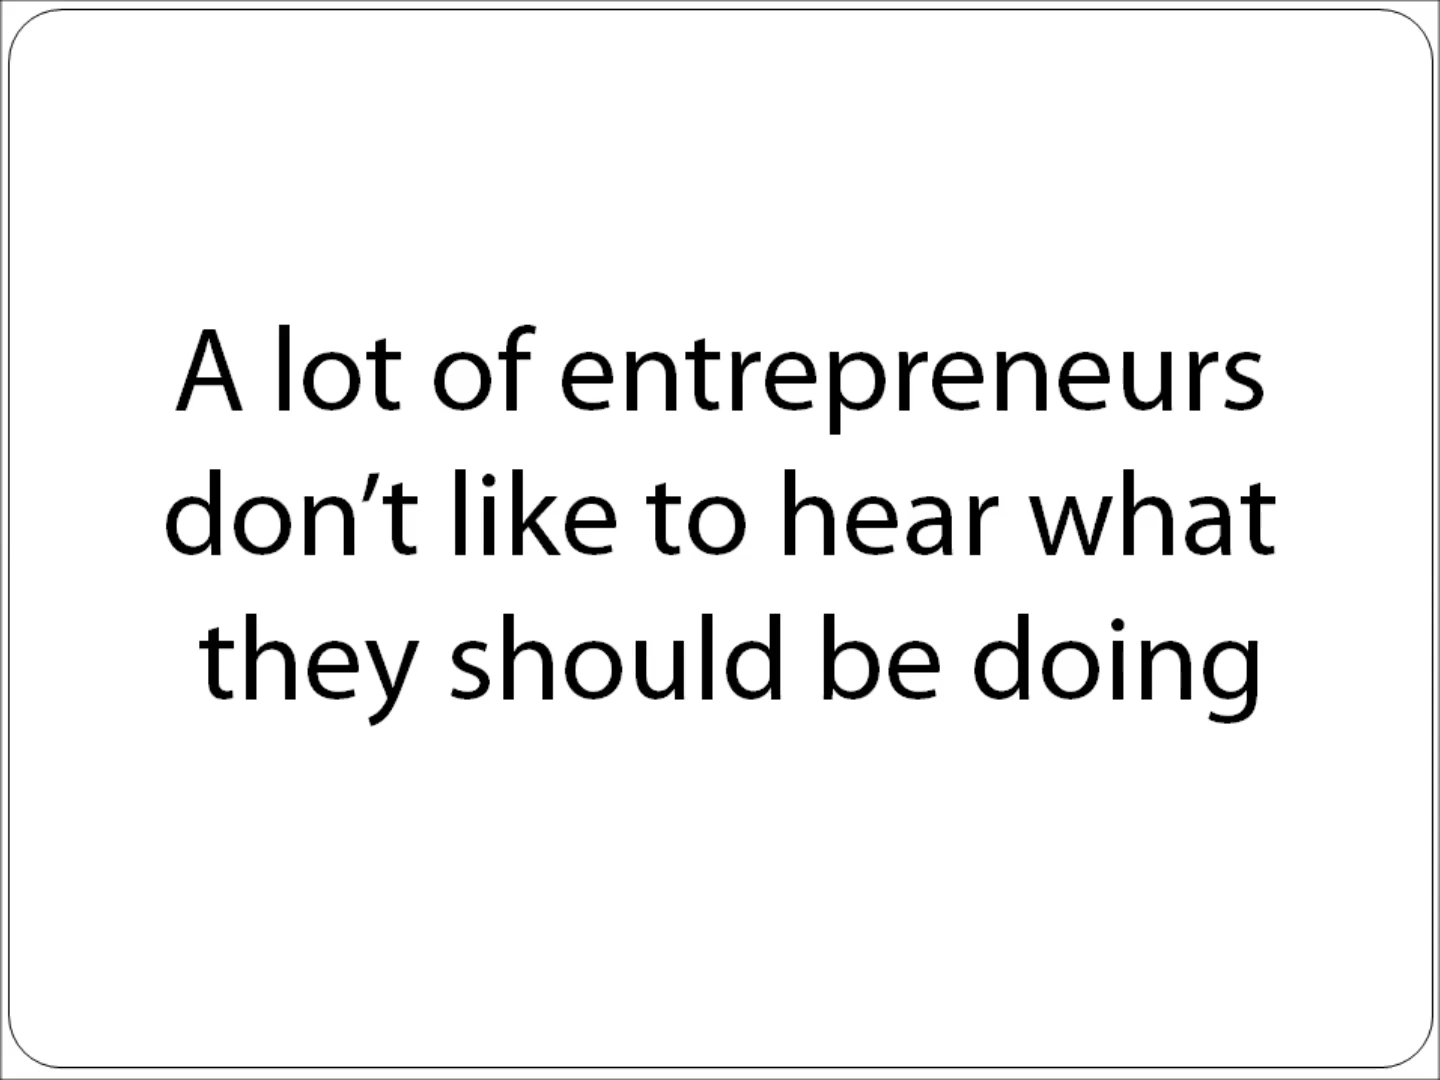 A lot of entrepreneurs
don’t like to hear what
they should be doing